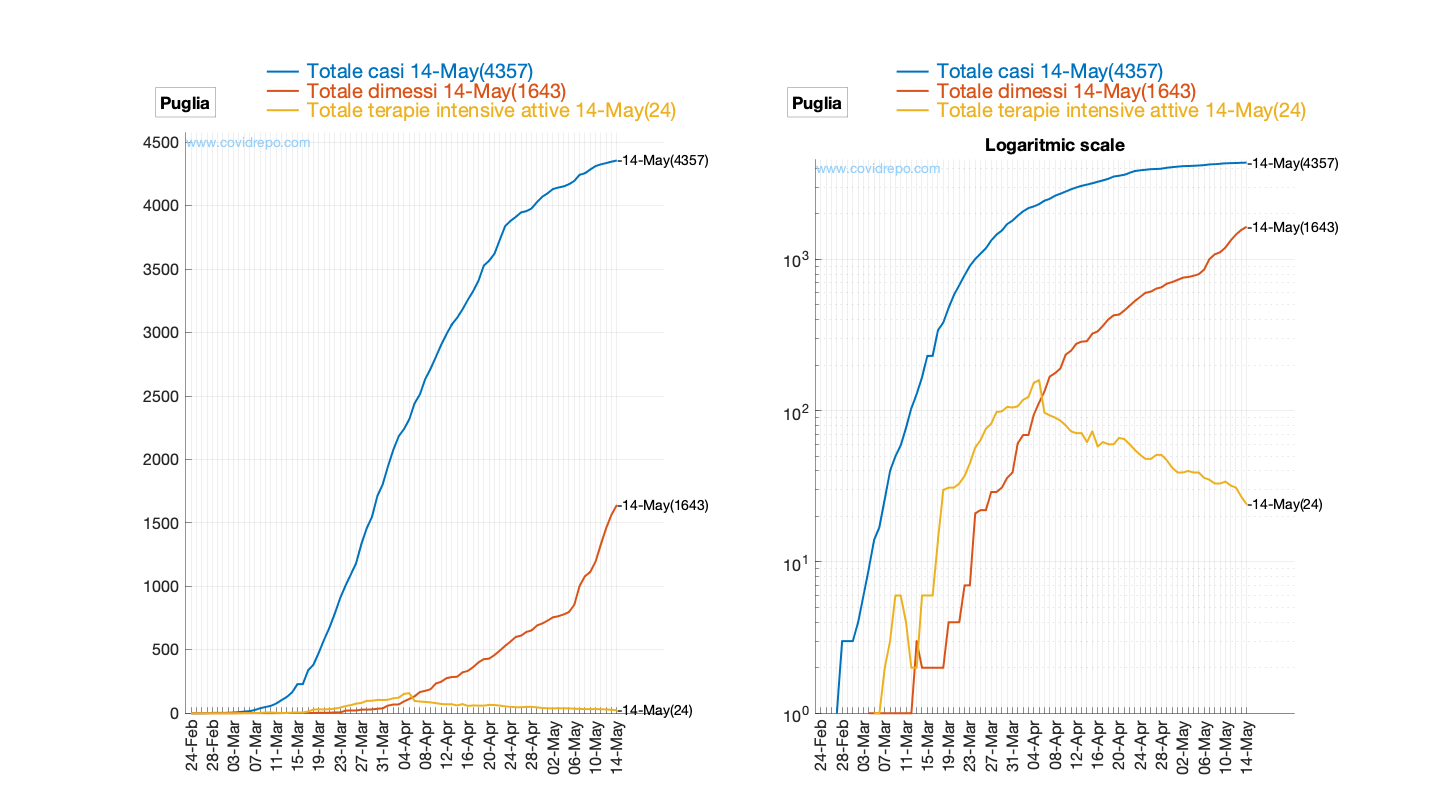 Totale casi 14-May(4357)
Totale dimessi 14-May(1643)
Totale terapie intensive attive 14-May(24)
Puglia
www.covidrepo.com
4500
4000
3500
3000
2500
2000
1500
1000
500
0
-14-May(4357)
-14-May(1643)
-14-May(24)
24-Feb
28-Feb
03-Mar
07-Mar
11-Mar
15-Mar
19-Mar
23-Mar
27-Mar
31-Mar
04-Apr
08-Apr
12-Apr
16-Apr
20-Apr
24-Apr
28-Apr
02-May
06-May
10-May
14-May
Totale casi 14-May(4357)
Totale dimessi 14-May(1643)
Totale terapie intensive attive 14-May(24)
Puglia
Logaritmic scale
www.covidrepo.com
10^3
10^2
10^1
10^0
-14-May(4357)
-14-May(1643)
-14-May(24)
24-Feb
28-Feb
03-Mar
07-Mar
11-Mar
15-Mar
19-Mar
23-Mar
27-Mar
31-Mar
04-Apr
08-Apr
12-Apr
16-Apr
20-Apr
24-Apr
28-Apr
02-May
06-May
10-May
14-May